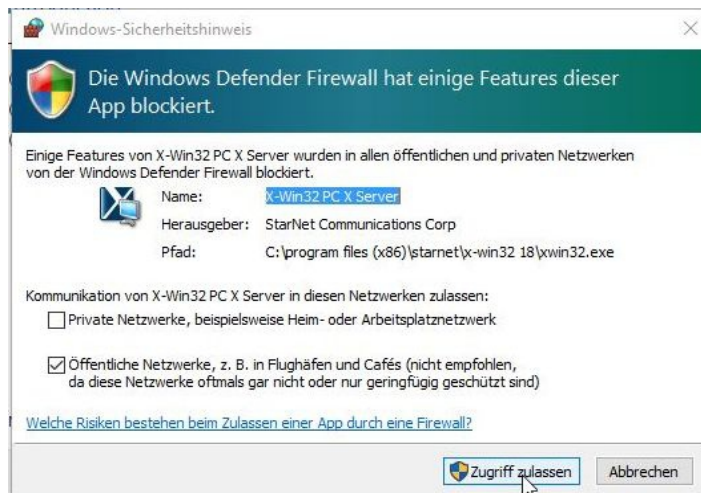 Windows-Sicherheitshinweis
Die Windows Defender Firewall hat einige Features dieser
App blockiert.
Einige Features von X-Win32 PC X Server wurden in allen öffentlichen und privaten Netzwerken
von der Windows Defender Firewall blockiert.
Name: X-Win32 PC X Server
Herausgeber: StarNet Communications Corp
Pfad: C:\program files (x86)\starnet\x-win32 18\xwin32.exe
Kommunikation von X-Win32 PC X Server in diesen Netzwerken zulassen:
Private Netzwerke, beispielsweise Heim- oder Arbeitsplatznetzwerk
Öffentliche Netzwerke, z. B. in Flughäfen und Cafés (nicht empfohlen,
da diese Netzwerke oftmals gar nicht oder nur geringfügig geschützt sind)
Welche Risiken bestehen beim Zulassen einer App durch eine Firewall?
Zugriff zulassen Abbrechen